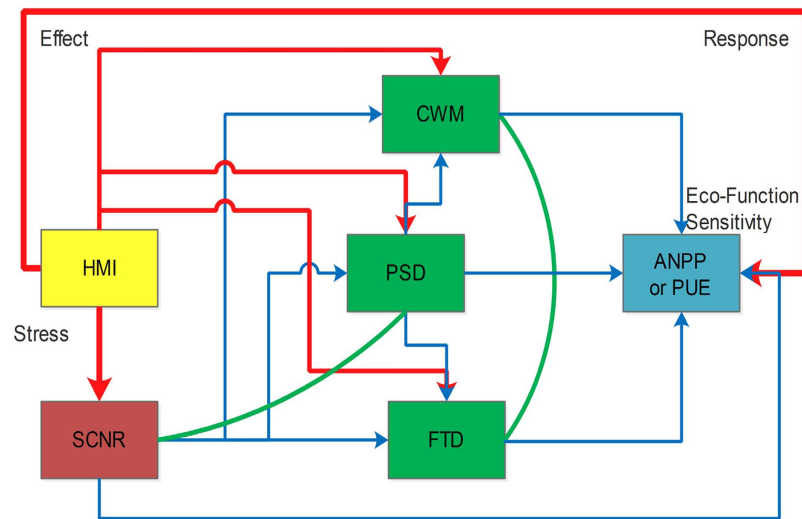 Effect
Response
CWM
Eco-Function
Sensitivity
HMI
PSD
ANPP
or PUE
Stress
SCNR
FTD